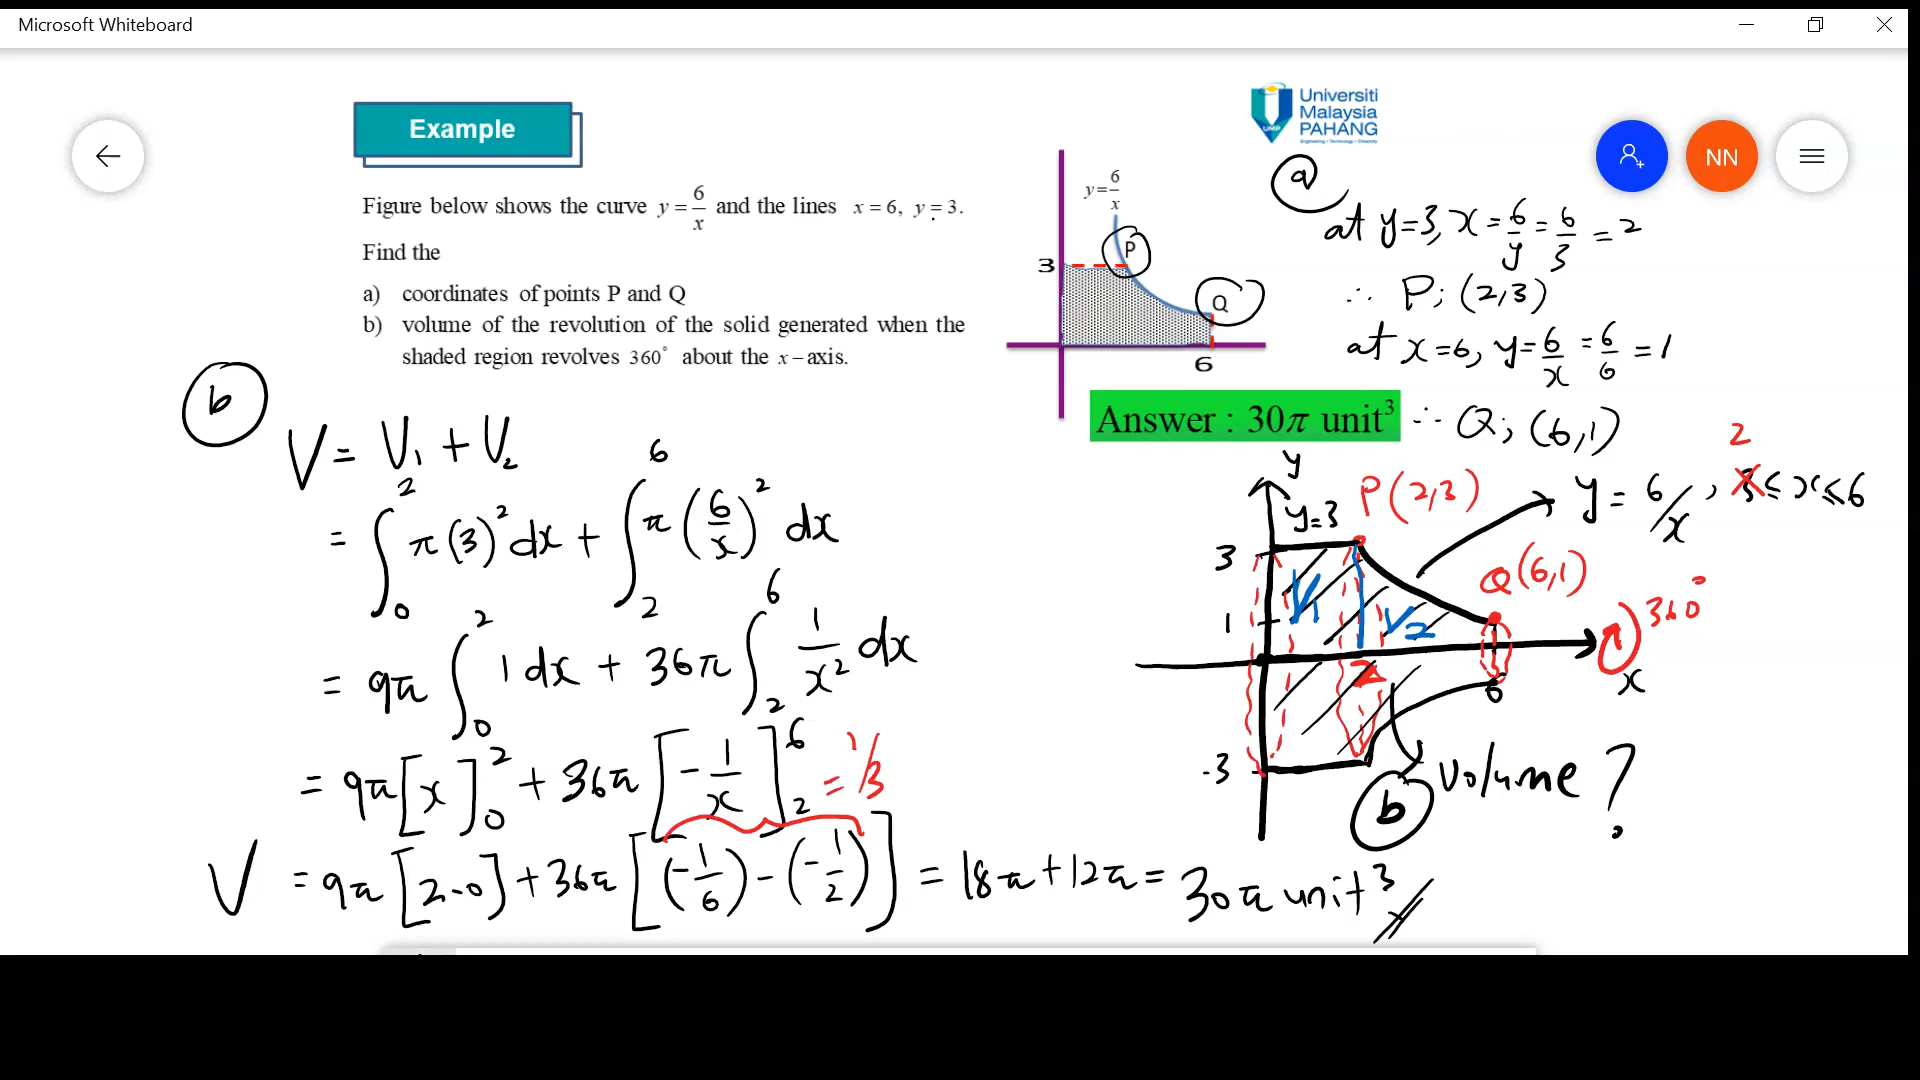 Microsoft Whiteboard
Example
Universiti
Malaysia
PAHANG
UMP
NN
Figure below shows the curve y = 6/x and the lines x = 6, y = 3.
Find the
a) coordinates of points P and Q
b) volume of the revolution of the solid generated when the
shaded region revolves 360° about the x – axis.
y = 6/x
P
3
Q
6
Answer : 30π unit³
a
at y=3, x = 6/y = 6/3 = 2
∴ P; (2,3)
at x=6, y = 6/x = 6/6 = 1
∴ Q; (6,1)
b
V = V₁ + V₂
= ∫₀² π(3)² dx + ∫₂⁶ π(6/x)² dx
= 9π ∫₀² 1 dx + 36π ∫₂⁶ 1/x² dx
= 9π [x]₀² + 36π [-1/x]₂⁶ = 1/3
V = 9π [2-0] + 36π [(-1/6) - (-1/2)] = 18π + 12π = 30π unit³
y
y=3
P(2,3)
y = 6/x, 2 ≤ x ≤ 6
3
Q(6,1)
V₁
V₂
1
360°
2
6
x
-3
b
Volume ?